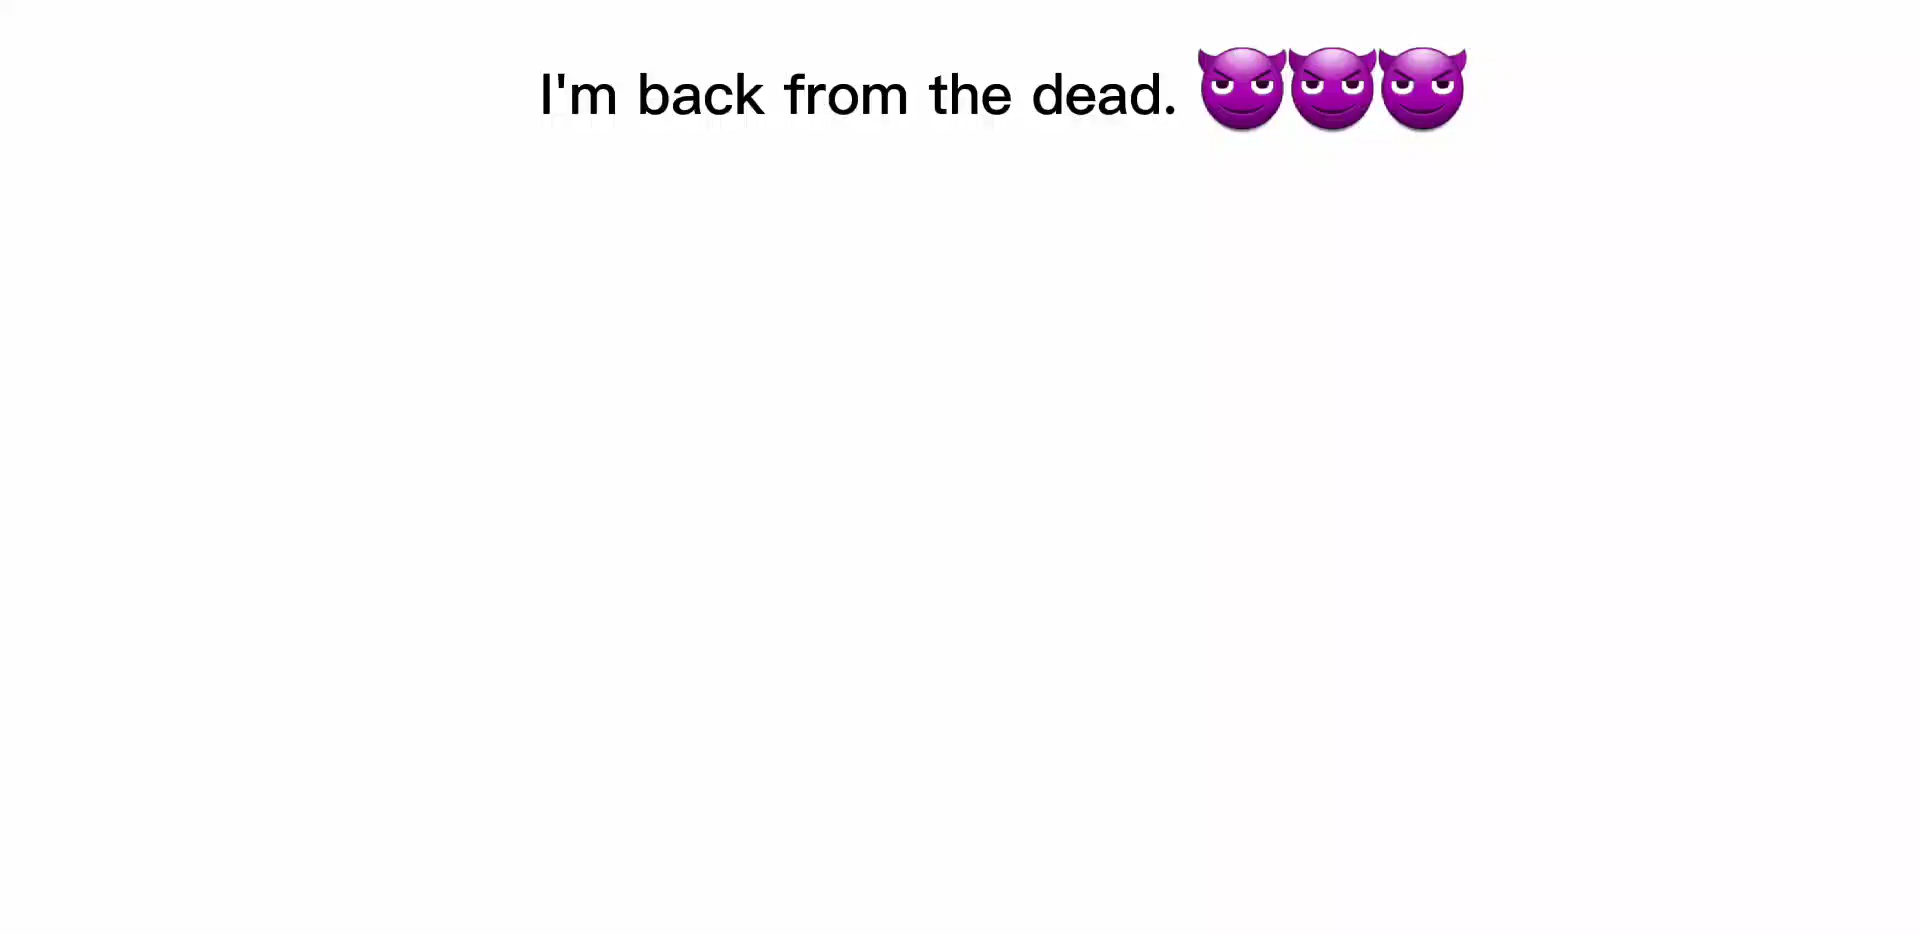 I'm back from the dead. 😈😈😈